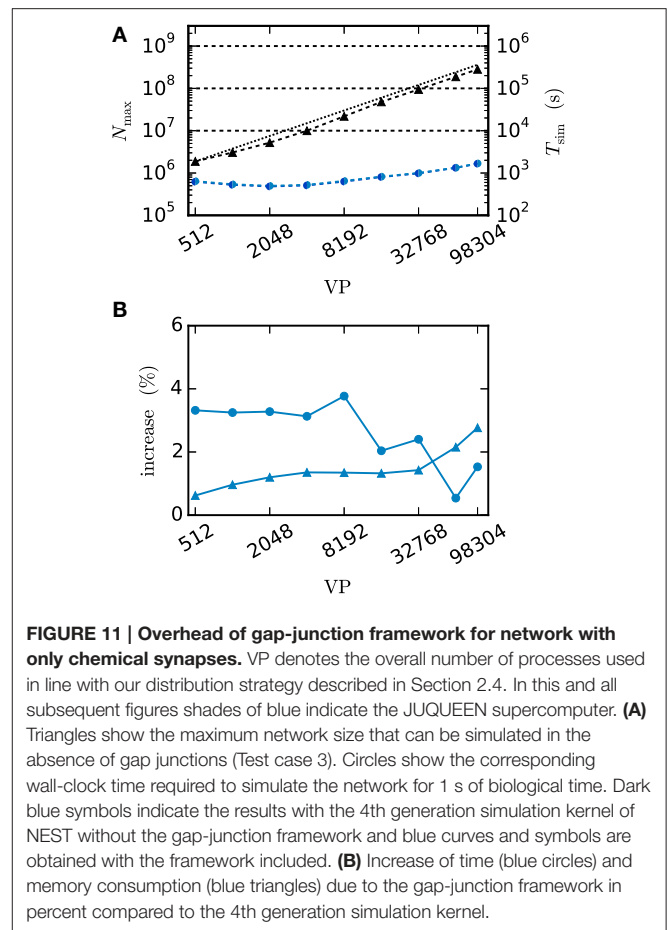 A
10^9
10^8
10^7
10^6
10^5
N_max
10^6
10^5
10^4
10^3
10^2
T_sim (s)
512
2048
8192
32768
98304
VP
B
6
4
2
0
increase (%)
512
2048
8192
32768
98304
VP
FIGURE 11 | Overhead of gap-junction framework for network with
only chemical synapses. VP denotes the overall number of processes used
in line with our distribution strategy described in Section 2.4. In this and all
subsequent figures shades of blue indicate the JUQUEEN supercomputer. (A)
Triangles show the maximum network size that can be simulated in the
absence of gap junctions (Test case 3). Circles show the corresponding
wall-clock time required to simulate the network for 1 s of biological time. Dark
blue symbols indicate the results with the 4th generation simulation kernel of
NEST without the gap-junction framework and blue curves and symbols are
obtained with the framework included. (B) Increase of time (blue circles) and
memory consumption (blue triangles) due to the gap-junction framework in
percent compared to the 4th generation simulation kernel.